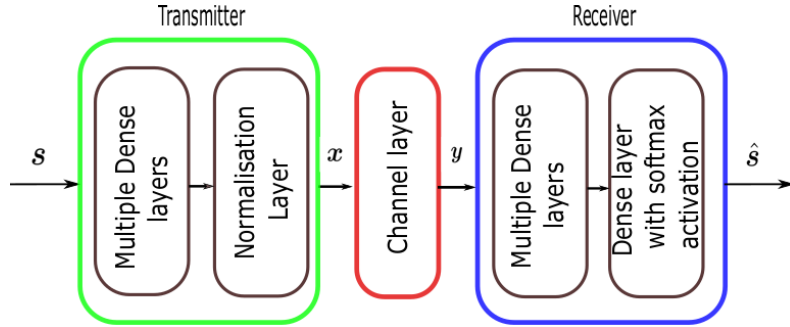 Transmitter
Receiver
s
Multiple Dense
layers
Normalisation
Layer
x
Channel layer
y
Multiple Dense
layers
Dense layer
with softmax
activation
ŝ